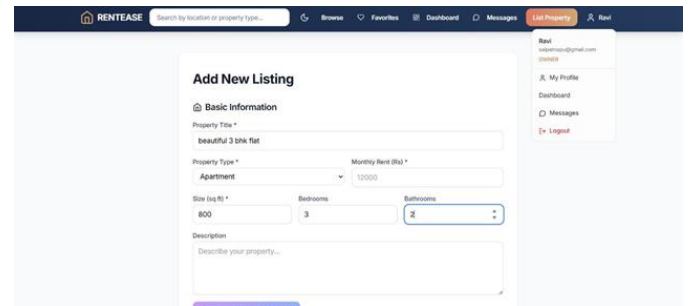 RENTEASE Search by location or property type... Browse Favorites Dashboard Messages List Property Ravi
Ravi
OWNER
My Profile
Dashboard
Messages
Logout
Add New Listing
Basic Information
Property Title *
beautiful 3 bhk flat
Property Type * Monthly Rent (Rs) *
Apartment 12000
Size (sq ft) * Bedrooms Bathrooms
800 3 2
Description
Describe your property...